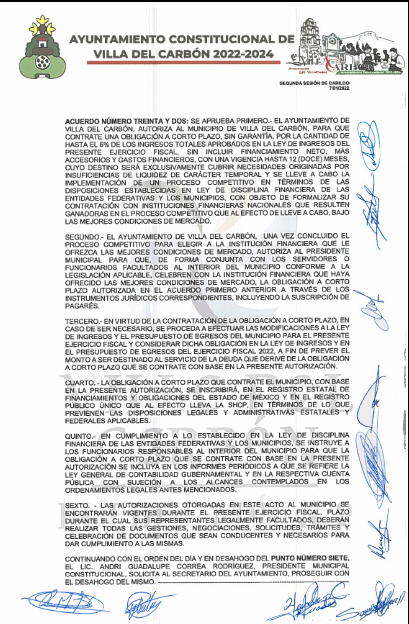 AYUNTAMIENTO CONSTITUCIONAL DE
VILLA DEL CARBÓN 2022-2024
SEGUNDA SESIÓN DE CABILDO
7/01/2022
ACUERDO NÚMERO TREINTA Y DOS: SE APRUEBA PRIMERO.- EL AYUNTAMIENTO DE
VILLA DEL CARBÓN, AUTORIZA AL MUNICIPIO DE VILLA DEL CARBÓN, PARA QUE
CONTRATE UNA OBLIGACIÓN A CORTO PLAZO, SIN GARANTÍA, POR LA CANTIDAD DE
HASTA EL 6% DE LOS INGRESOS TOTALES APROBADOS EN LA LEY DE INGRESOS DEL
PRESENTE EJERCICIO FISCAL, SIN INCLUIR FINANCIAMIENTO NETO, MÁS
ACCESORIOS Y GASTOS FINANCIEROS, CON UNA VIGENCIA HASTA 12 (DOCE) MESES,
CUYO DESTINO SERÁ EXCLUSIVAMENTE CUBRIR NECESIDADES ORIGINADAS POR
INSUFICIENCIAS DE LIQUIDEZ DE CARÁCTER TEMPORAL Y SE LLEVE A CABO LA
IMPLEMENTACIÓN DE UN PROCESO COMPETITIVO EN TÉRMINOS DE LAS
DISPOSICIONES ESTABLECIDAS EN LEY DE DISCIPLINA FINANCIERA DE LAS
ENTIDADES FEDERATIVAS Y LOS MUNICIPIOS, CON OBJETO DE FORMALIZAR SU
CONTRATACIÓN CON INSTITUCIONES FINANCIERAS NACIONALES QUE RESULTEN
GANADORAS EN EL PROCESO COMPETITIVO QUE AL EFECTO DE LLEVE A CABO, BAJO
LAS MEJORES CONDICIONES DE MERCADO.
SEGUNDO.- EL AYUNTAMIENTO DE VILLA DEL CARBÓN, UNA VEZ CONCLUIDO EL
PROCESO COMPETITIVO PARA ELEGIR A LA INSTITUCIÓN FINANCIERA QUE LE
OFREZCA LAS MEJORES CONDICIONES DE MERCADO, AUTORIZA AL PRESIDENTE
MUNICIPAL PARA QUE, DE FORMA CONJUNTA CON LOS SERVIDORES O
FUNCIONARIOS FACULTADOS AL INTERIOR DEL MUNICIPIO CONFORME A LA
LEGISLACIÓN APLICABLE, CELEBREN CON LA INSTITUCIÓN FINANCIERA QUE HAYA
OFRECIDO LAS MEJORES CONDICIONES DE MERCADO, LA OBLIGACIÓN A CORTO
PLAZO AUTORIZADA EN EL ACUERDO PRIMERO ANTERIOR A TRAVÉS DE LOS
INSTRUMENTOS JURÍDICOS CORRESPONDIENTES, INCLUYENDO LA SUSCRIPCIÓN DE
PAGARÉS.
TERCERO.- EN VIRTUD DE LA CONTRATACIÓN DE LA OBLIGACIÓN A CORTO PLAZO, EN
CASO DE SER NECESARIO, SE PROCEDA A EFECTUAR LAS MODIFICACIONES A LA
LEY DE INGRESOS Y EL PRESUPUESTO DE EGRESOS DEL MUNICIPIO PARA EL PRESENTE
EJERCICIO FISCAL Y CONSIDERAR DICHA OBLIGACIÓN EN LA LEY DE INGRESOS Y EN
EL PRESUPUESTO DE EGRESOS DEL EJERCICIO FISCAL 2022, A FIN DE PREVER EL
MONTO A SER DESTINADO AL SERVICIO DE LA DEUDA QUE DERIVE DE LA OBLIGACIÓN
A CORTO PLAZO QUE SE CONTRATE CON BASE EN LA PRESENTE AUTORIZACIÓN.
CUARTO. - LA OBLIGACIÓN A CORTO PLAZO QUE CONTRATE EL MUNICIPIO, CON BASE
EN LA PRESENTE AUTORIZACIÓN, SE INSCRIBIRÁ, EN EL REGISTRO ESTATAL DE
FINANCIAMIENTOS Y OBLIGACIONES DEL ESTADO DE MÉXICO Y EN EL REGISTRO
PÚBLICO ÚNICO QUE AL EFECTO LLEVA LA SHCP, EN TÉRMINOS DE LO QUE
PREVIENEN LAS DISPOSICIONES LEGALES Y ADMINISTRATIVAS ESTATALES Y
FEDERALES APLICABLES.
QUINTO.- EN CUMPLIMIENTO A LO ESTABLECIDO EN LA LEY DE DISCIPLINA
FINANCIERA DE LAS ENTIDADES FEDERATIVAS Y LOS MUNICIPIOS, SE INSTRUYE A
LOS FUNCIONARIOS RESPONSABLES AL INTERIOR DEL MUNICIPIO PARA QUE LA
OBLIGACIÓN A CORTO PLAZO QUE SE CONTRATE CON BASE EN LA PRESENTE
AUTORIZACIÓN SE INCLUYA EN LOS INFORMES PERIÓDICOS A QUE SE REFIERE LA
LEY GENERAL DE CONTABILIDAD GUBERNAMENTAL Y EN LA RESPECTIVA CUENTA
PÚBLICA CON SUJECIÓN A LOS ALCANCES CONTEMPLADOS EN LOS
ORDENAMIENTOS LEGALES ANTES MENCIONADOS.
SEXTO. - LAS AUTORIZACIONES OTORGADAS EN ESTE ACTO AL MUNICIPIO SE
ENCONTRARÁN VIGENTES DURANTE EL PRESENTE EJERCICIO FISCAL, PLAZO
DURANTE EL CUAL SUS REPRESENTANTES LEGALMENTE FACULTADOS, DEBERÁN
REALIZAR TODAS LAS GESTIONES, NEGOCIACIONES, SOLICITUDES, TRÁMITES Y
CELEBRACIÓN DE DOCUMENTOS QUE SEAN CONDUCENTES Y NECESARIOS PARA
DAR CUMPLIMIENTO A LAS MISMAS.
CONTINUANDO CON EL ORDEN DEL DÍA Y EN DESAHOGO DEL PUNTO NÚMERO SIETE,
EL LIC. ANDRI GUADALUPE CORREA RODRÍGUEZ, PRESIDENTE MUNICIPAL
CONSTITUCIONAL, SOLICITA AL SECRETARIO DEL AYUNTAMIENTO, PROSEGUIR CON
EL DESAHOGO DEL MISMO.